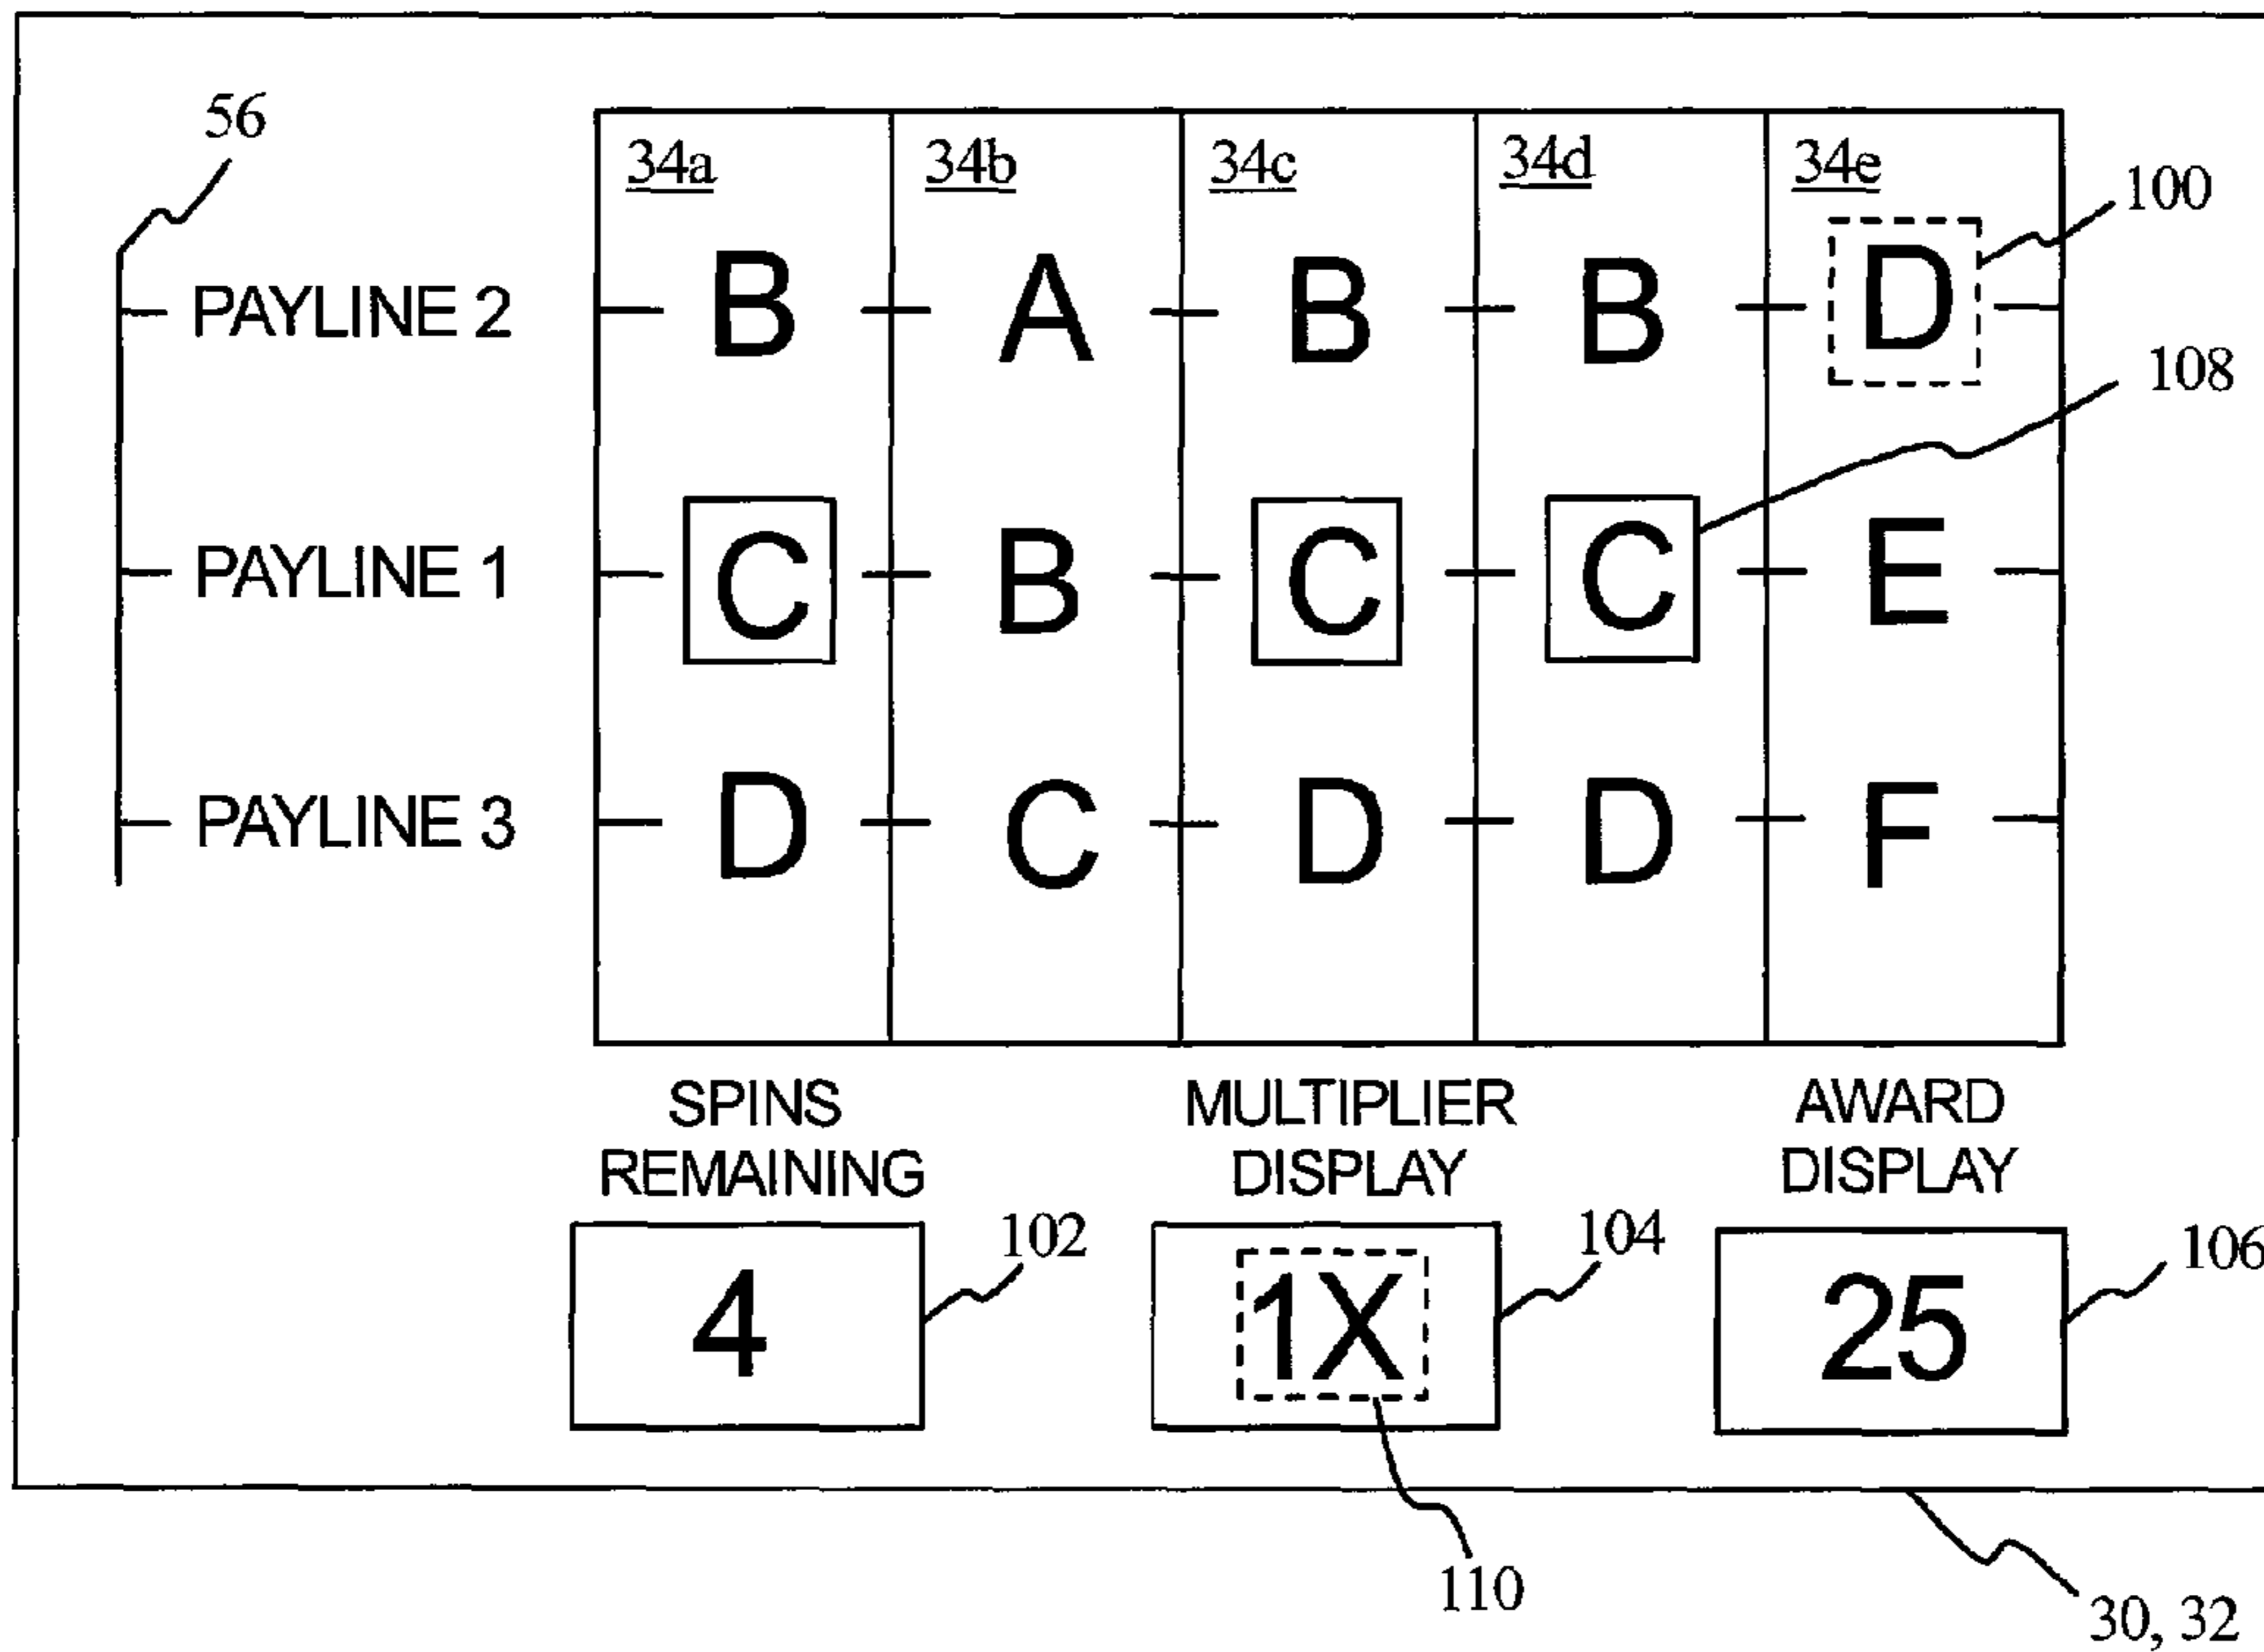 56
34a 34b 34c 34d 34e
100
PAYLINE 2 B A B B D
108
PAYLINE 1 C B C C E
PAYLINE 3 D C D D F
SPINS REMAINING
MULTIPLIER DISPLAY
AWARD DISPLAY
4 102
1X 104
25 106
110
30, 32